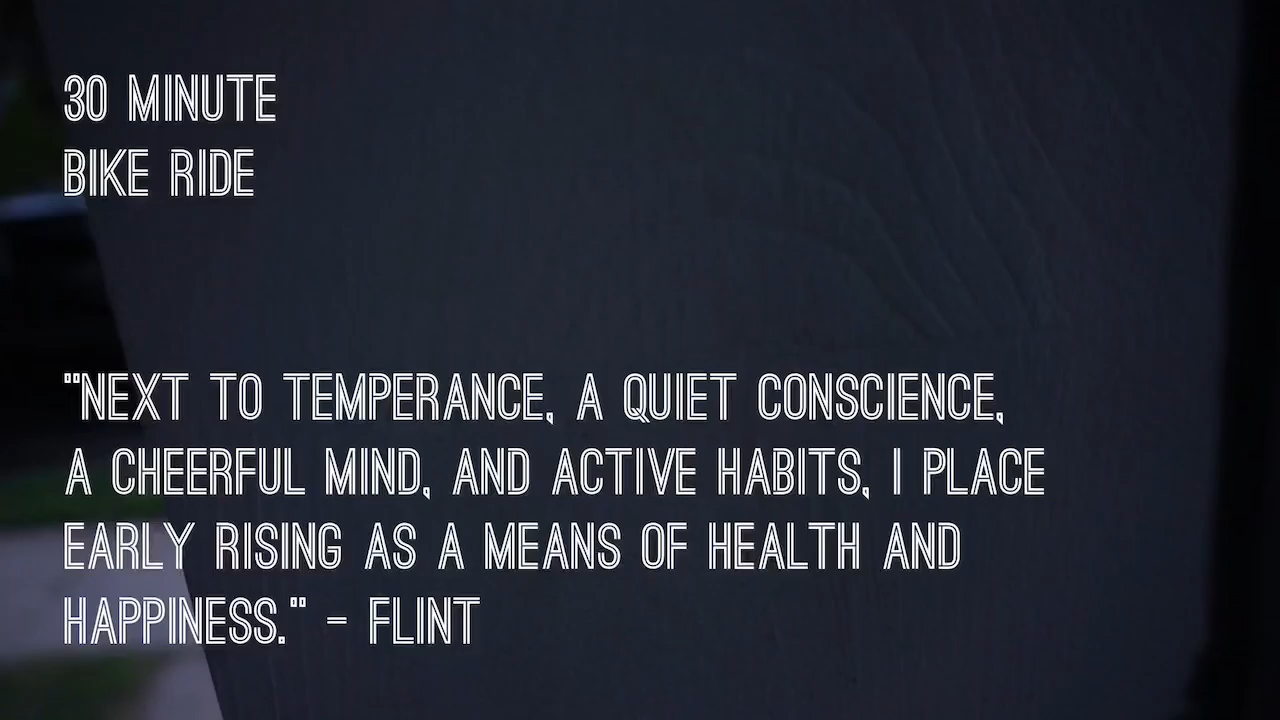 30 MINUTE
BIKE RIDE
"NEXT TO TEMPERANCE, A QUIET CONSCIENCE,
A CHEERFUL MIND, AND ACTIVE HABITS, I PLACE
EARLY RISING AS A MEANS OF HEALTH AND
HAPPINESS." - FLINT